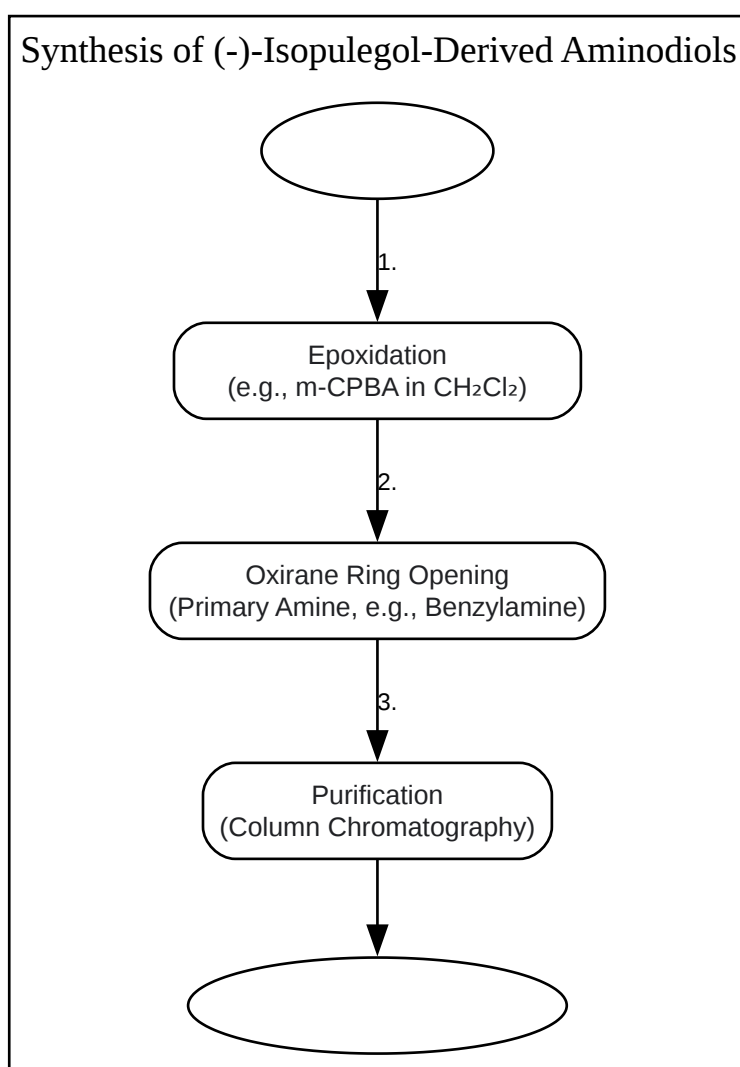 Synthesis of (-)-Isopulegol-Derived Aminodiols
1.
Epoxidation
(e.g., m-CPBA in CH₂Cl₂)
2.
Oxirane Ring Opening
(Primary Amine, e.g., Benzylamine)
3.
Purification
(Column Chromatography)